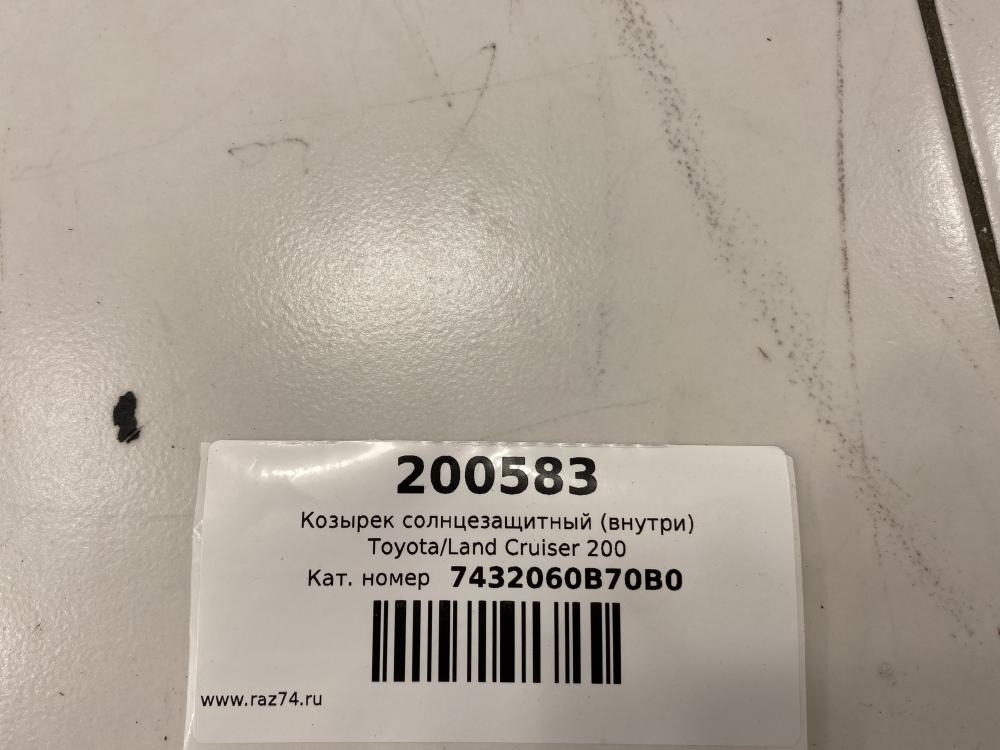 200583
Козырек солнцезащитный (внутри)
Toyota/Land Cruiser 200
Кат. номер 7432060B70B0
www.raz74.ru